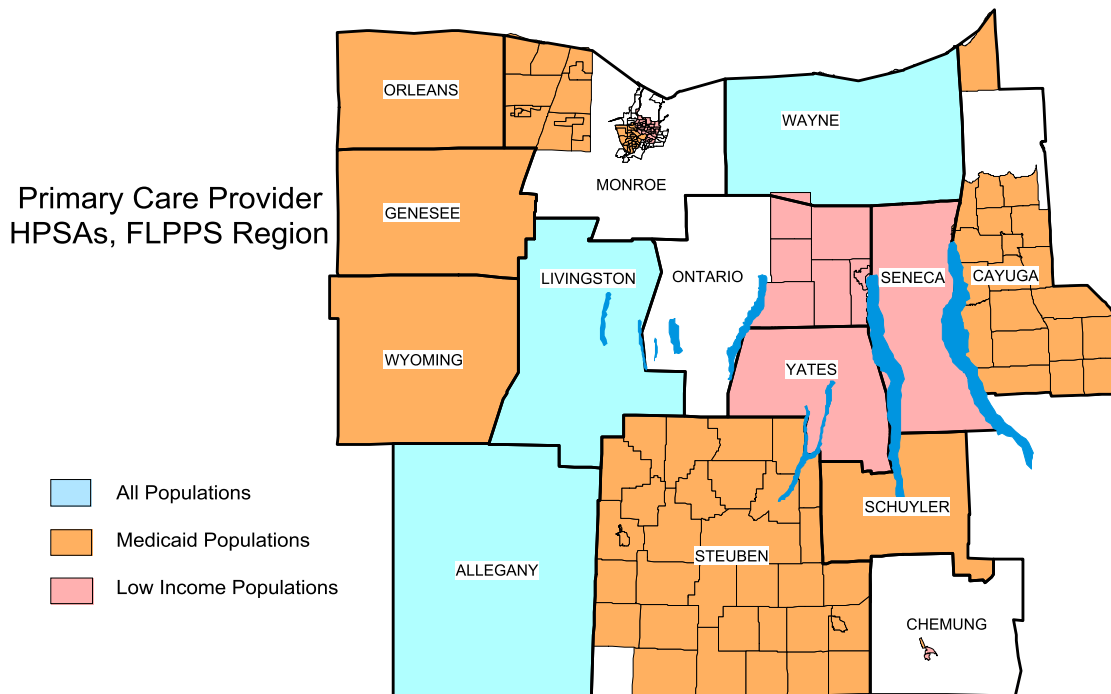 ORLEANS
WAYNE
MONROE
Primary Care Provider
HPSAs, FLPPS Region
GENESEE
LIVINGSTON
ONTARIO
SENECA
CAYUGA
WYOMING
YATES
All Populations
Medicaid Populations
Low Income Populations
SCHUYLER
STEUBEN
ALLEGANY
CHEMUNG